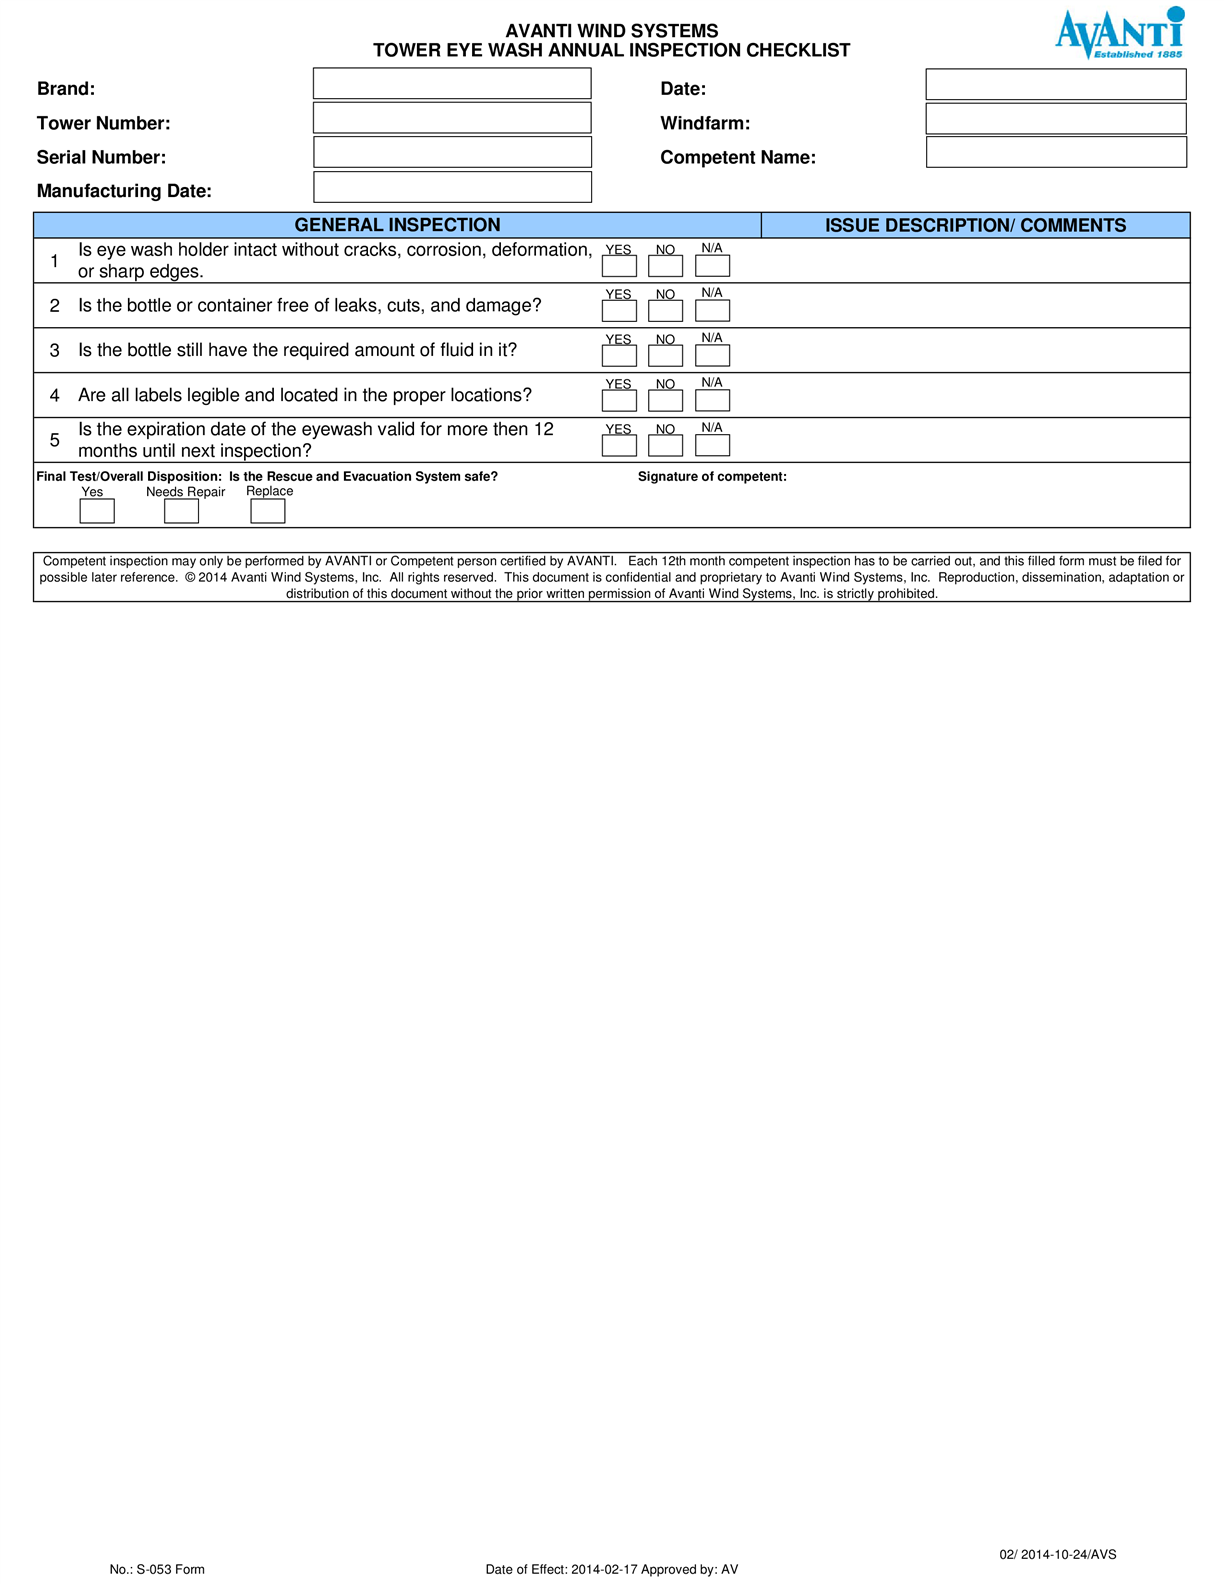 AVANTI WIND SYSTEMS
TOWER EYE WASH ANNUAL INSPECTION CHECKLIST
AVANTI
Established 1885
Brand:
Date:
Tower Number:
Windfarm:
Serial Number:
Competent Name:
Manufacturing Date:
GENERAL INSPECTION
ISSUE DESCRIPTION/ COMMENTS
1 Is eye wash holder intact without cracks, corrosion, deformation, or sharp edges. YES NO N/A
2 Is the bottle or container free of leaks, cuts, and damage? YES NO N/A
3 Is the bottle still have the required amount of fluid in it? YES NO N/A
4 Are all labels legible and located in the proper locations? YES NO N/A
5 Is the expiration date of the eyewash valid for more then 12 months until next inspection? YES NO N/A
Final Test/Overall Disposition: Is the Rescue and Evacuation System safe?
Signature of competent:
Yes Needs Repair Replace
Competent inspection may only be performed by AVANTI or Competent person certified by AVANTI. Each 12th month competent inspection has to be carried out, and this filled form must be filed for
possible later reference. © 2014 Avanti Wind Systems, Inc. All rights reserved. This document is confidential and proprietary to Avanti Wind Systems, Inc. Reproduction, dissemination, adaptation or
distribution of this document without the prior written permission of Avanti Wind Systems, Inc. is strictly prohibited.
02/ 2014-10-24/AVS
No.: S-053 Form
Date of Effect: 2014-02-17 Approved by: AV